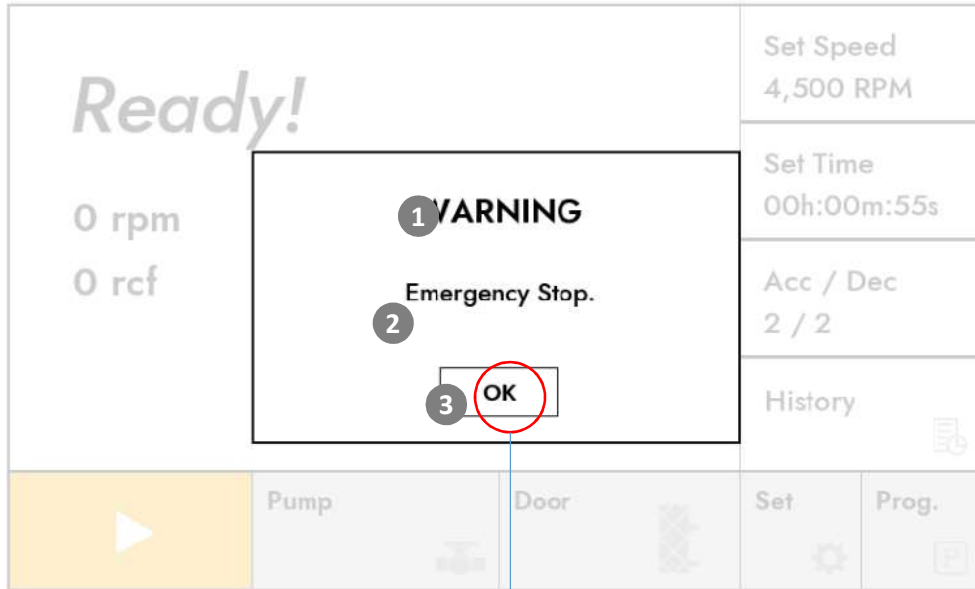 Ready!
0 rpm
0 rcf
Set Speed
4,500 RPM
Set Time
00h:00m:55s
Acc / Dec
2 / 2
History
1
WARNING
Emergency Stop.
2
3
OK
Pump
Door
Set
Prog.
P